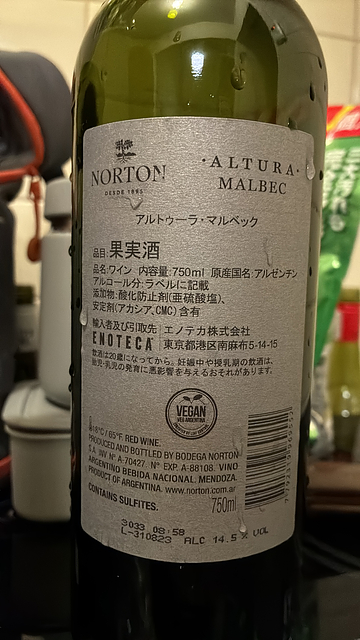 NORTON
DESDE 1895
·ALTURA·
MALBEC
アルトゥーラ・マルベック
品目:果実酒
品名:ワイン 内容量:750ml 原産国名:アルゼンチン
アルコール分:ラベルに記載
添加物:酸化防止剤(亜硫酸塩)、
安定剤(アカシア,CMC)含有
輸入者及び引取先 エノテカ株式会社
ENOTECA 東京都港区南麻布5-14-15
飲酒は20歳になってから。妊娠中や授乳期の飲酒は、
胎児・乳児の発育に悪影響を与えるおそれがあります。
VEGAN
18°C / 65°F. RED WINE.
PRODUCED AND BOTTLED BY BODEGA NORTON
S.A. INV N° A-70427. N° EXP. A-88108. VINO
ARGENTINO BEBIDA NACIONAL. MENDOZA.
PRODUCT OF ARGENTINA. www.norton.com.ar
CONTAINS SULFITES.
750ml
3033 08:58
L-310823 ALC 14.5 % VOL